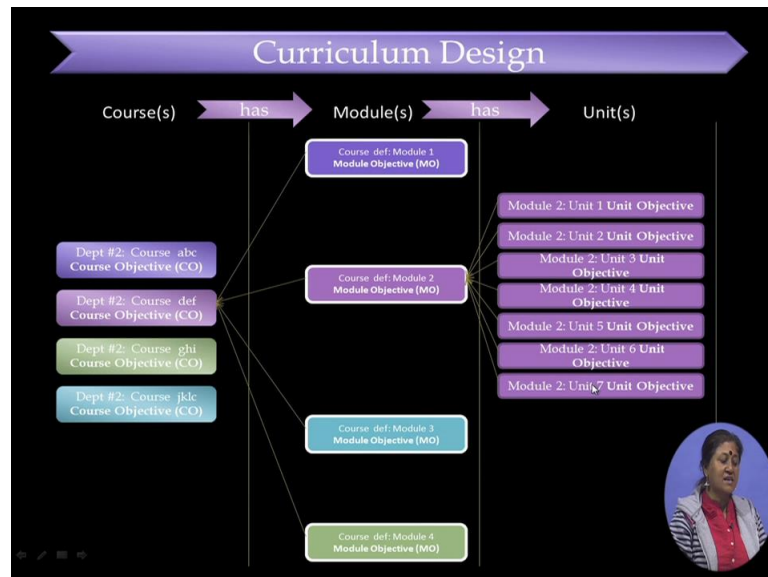 Curriculum Design
Course(s)
has
Module(s)
has
Unit(s)
Dept #2: Course abc
Course Objective (CO)
Dept #2: Course def
Course Objective (CO)
Dept #2: Course ghi
Course Objective (CO)
Dept #2: Course jklc
Course Objective (CO)
Course def: Module 1
Module Objective (MO)
Course def: Module 2
Module Objective (MO)
Course def: Module 3
Module Objective (MO)
Course def: Module 4
Module Objective (MO)
Module 2: Unit 1 Unit Objective
Module 2: Unit 2 Unit Objective
Module 2: Unit 3 Unit
Objective
Module 2: Unit 4 Unit
Objective
Module 2: Unit 5 Unit Objective
Module 2: Unit 6 Unit
Objective
Module 2: Unit 7 Unit Objective